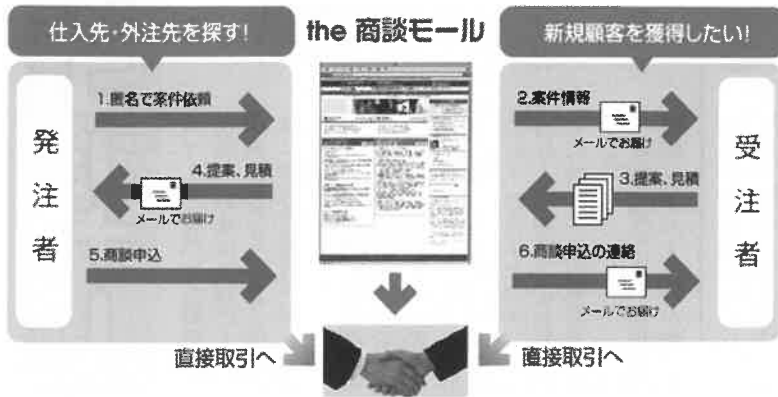 仕入先・外注先を探す!
the 商談モール
新規顧客を獲得したい!
発注者
1.匿名で案件依頼
4.提案、見積
メールでお届け
5.商談申込
2.案件情報
メールでお届け
3.提案、見積
6.商談申込の連絡
メールでお届け
受注者
直接取引へ
直接取引へ